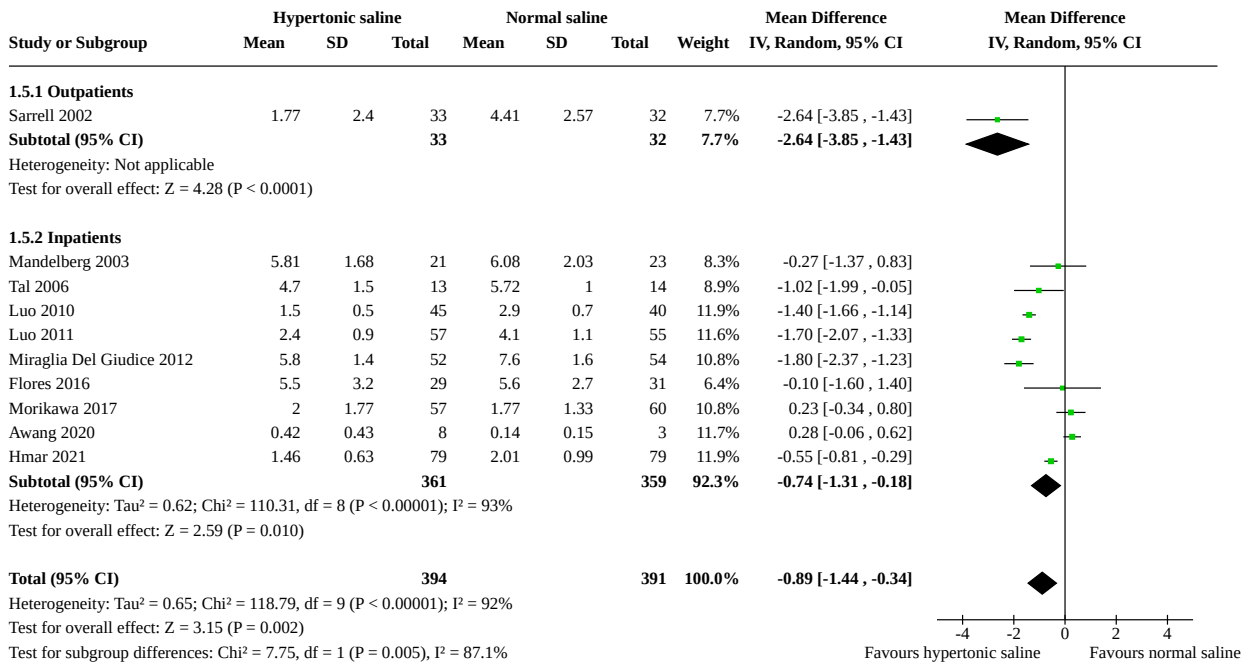 Hypertonic saline Normal saline Mean Difference Mean Difference
Study or Subgroup Mean SD Total Mean SD Total Weight IV, Random, 95% CI IV, Random, 95% CI
1.5.1 Outpatients
Sarrell 2002 1.77 2.4 33 4.41 2.57 32 7.7% -2.64 [-3.85 , -1.43]
Subtotal (95% CI) 33 32 7.7% -2.64 [-3.85 , -1.43]
Heterogeneity: Not applicable
Test for overall effect: Z = 4.28 (P < 0.0001)
1.5.2 Inpatients
Mandelberg 2003 5.81 1.68 21 6.08 2.03 23 8.3% -0.27 [-1.37 , 0.83]
Tal 2006 4.7 1.5 13 5.72 1 14 8.9% -1.02 [-1.99 , -0.05]
Luo 2010 1.5 0.5 45 2.9 0.7 40 11.9% -1.40 [-1.66 , -1.14]
Luo 2011 2.4 0.9 57 4.1 1.1 55 11.6% -1.70 [-2.07 , -1.33]
Miraglia Del Giudice 2012 5.8 1.4 52 7.6 1.6 54 10.8% -1.80 [-2.37 , -1.23]
Flores 2016 5.5 3.2 29 5.6 2.7 31 6.4% -0.10 [-1.60 , 1.40]
Morikawa 2017 2 1.77 57 1.77 1.33 60 10.8% 0.23 [-0.34 , 0.80]
Awang 2020 0.42 0.43 8 0.14 0.15 3 11.7% 0.28 [-0.06 , 0.62]
Hmar 2021 1.46 0.63 79 2.01 0.99 79 11.9% -0.55 [-0.81 , -0.29]
Subtotal (95% CI) 361 359 92.3% -0.74 [-1.31 , -0.18]
Heterogeneity: Tau² = 0.62; Chi² = 110.31, df = 8 (P < 0.00001); I² = 93%
Test for overall effect: Z = 2.59 (P = 0.010)
Total (95% CI) 394 391 100.0% -0.89 [-1.44 , -0.34]
Heterogeneity: Tau² = 0.65; Chi² = 118.79, df = 9 (P < 0.00001); I² = 92%
Test for overall effect: Z = 3.15 (P = 0.002)
Test for subgroup differences: Chi² = 7.75, df = 1 (P = 0.005), I² = 87.1%
-4 -2 0 2 4
Favours hypertonic saline Favours normal saline